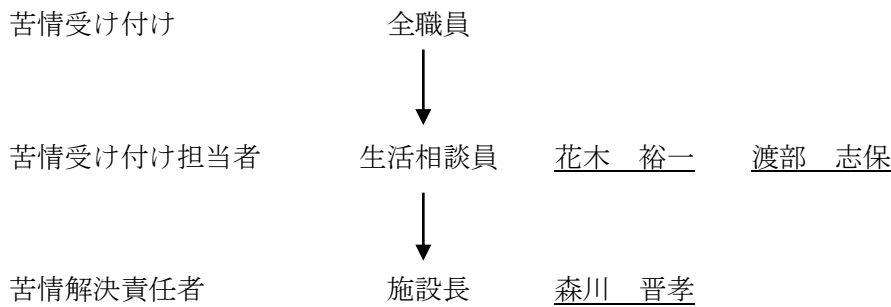 苦情受け付け　全職員
苦情受け付け担当者　生活相談員　花木　裕一　渡部　志保
苦情解決責任者　施設長　森川　晋孝